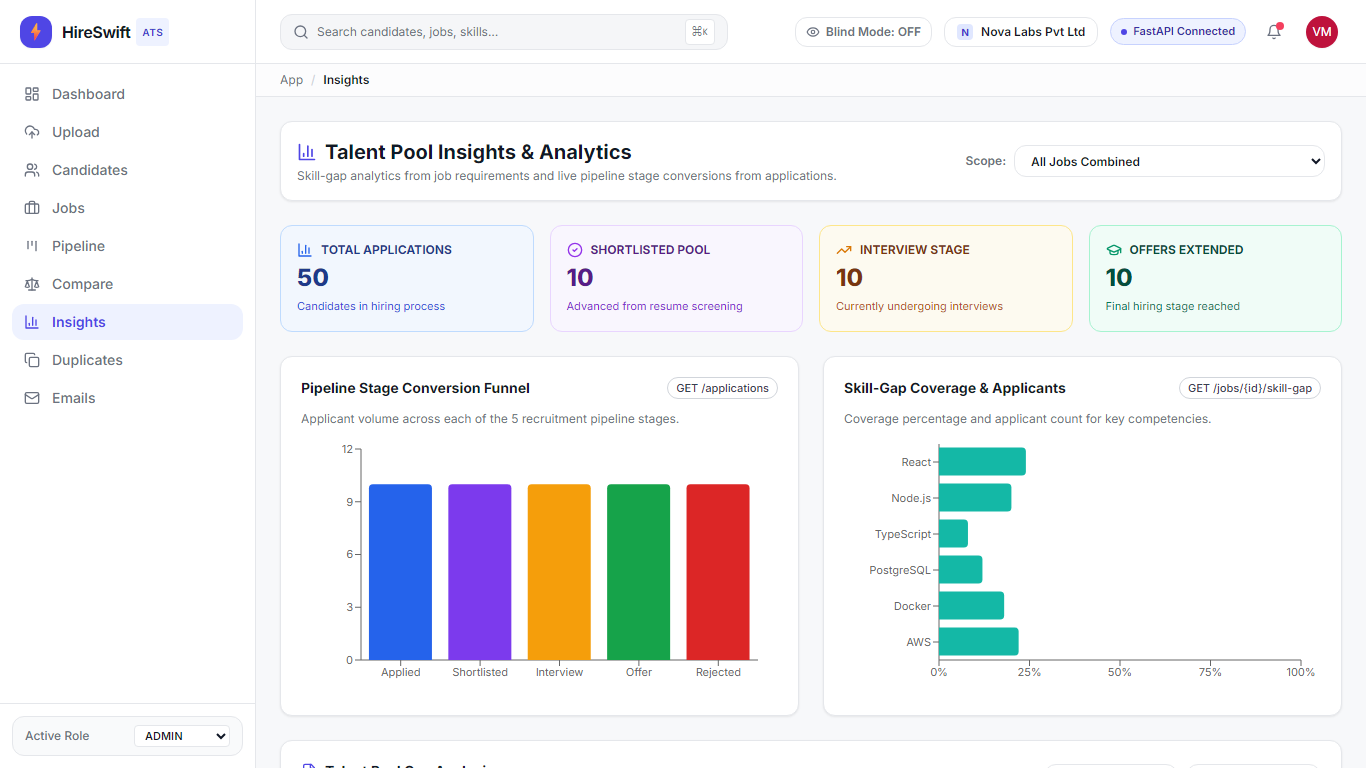 HireSwift ATS
Search candidates, jobs, skills...
⌘K
Blind Mode: OFF
N Nova Labs Pvt Ltd
FastAPI Connected
VM
Dashboard
Upload
Candidates
Jobs
Pipeline
Compare
Insights
Duplicates
Emails
Active Role
ADMIN
App / Insights
Talent Pool Insights & Analytics
Skill-gap analytics from job requirements and live pipeline stage conversions from applications.
Scope: All Jobs Combined
TOTAL APPLICATIONS
50
Candidates in hiring process
SHORTLISTED POOL
10
Advanced from resume screening
INTERVIEW STAGE
10
Currently undergoing interviews
OFFERS EXTENDED
10
Final hiring stage reached
Pipeline Stage Conversion Funnel
GET /applications
Applicant volume across each of the 5 recruitment pipeline stages.
12
9
6
3
0
Applied Shortlisted Interview Offer Rejected
Skill-Gap Coverage & Applicants
GET /jobs/{id}/skill-gap
Coverage percentage and applicant count for key competencies.
React
Node.js
TypeScript
PostgreSQL
Docker
AWS
0% 25% 50% 75% 100%